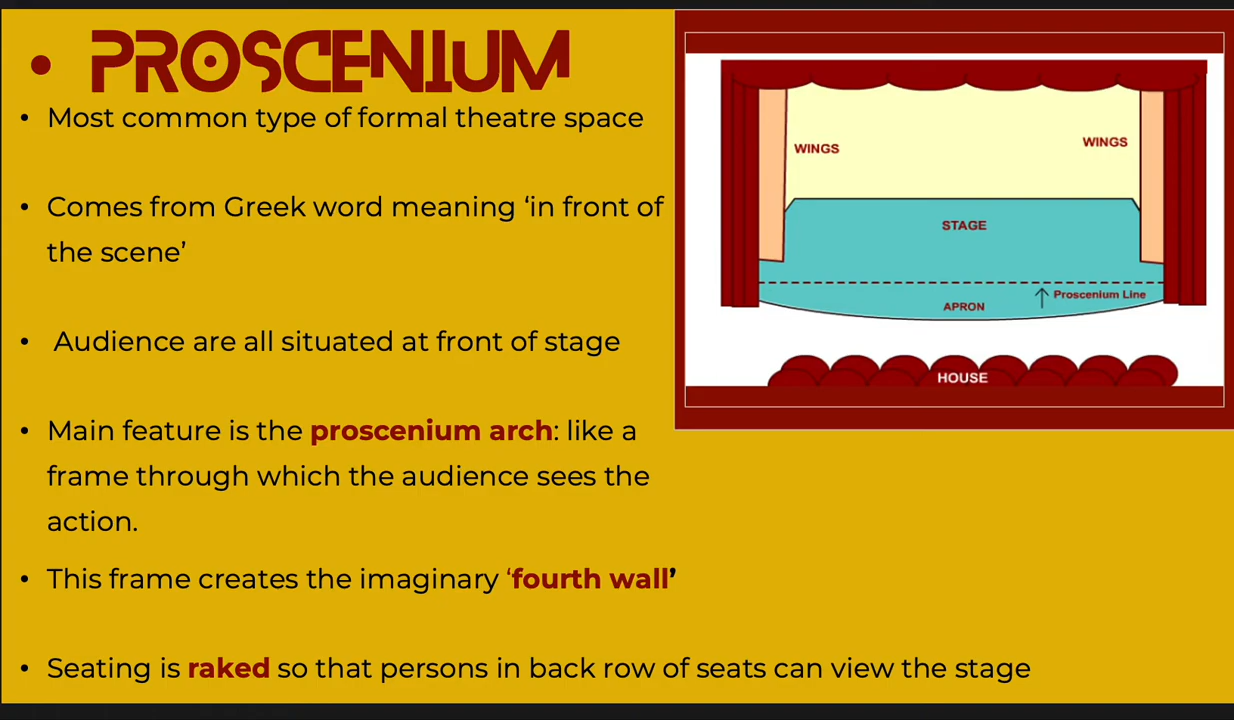 • PROSCENIUM
• Most common type of formal theatre space
• Comes from Greek word meaning ‘in front of
the scene’
• Audience are all situated at front of stage
• Main feature is the proscenium arch: like a
frame through which the audience sees the
action.
• This frame creates the imaginary ‘fourth wall’
• Seating is raked so that persons in back row of seats can view the stage
WINGS
WINGS
STAGE
Proscenium Line
APRON
HOUSE